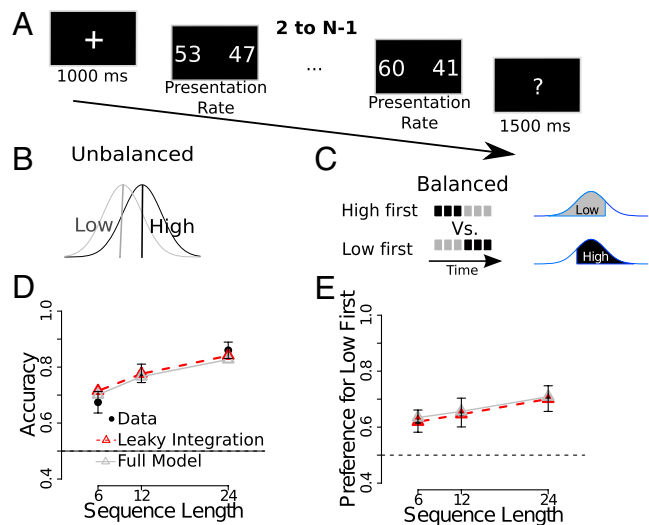 A
+
1000 ms
53 47
Presentation
Rate
2 to N-1
...
60 41
Presentation
Rate
?
1500 ms
B
Unbalanced
Low
High
C
Balanced
High first
Vs.
Low first
Time
Low
High
D
Accuracy
1.0
0.8
0.6
0.4
Data
Leaky Integration
Full Model
6 12 24
Sequence Length
E
Preference for Low First
1.0
0.8
0.6
0.4
6 12 24
Sequence Length